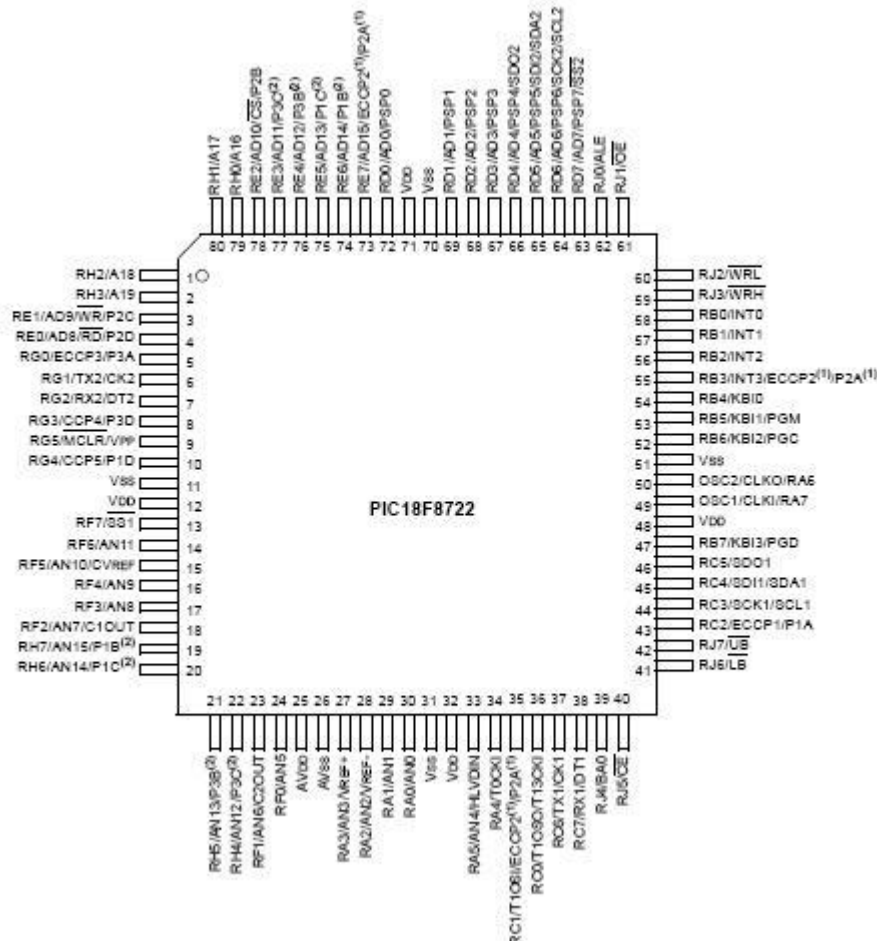 RH1/A17
RH0/A16
RE2/AD10/CS/P2B
RE3/AD11/P3C(2)
RE4/AD12/P3B(2)
RE5/AD13/P1C(2)
RE6/AD14/P1B(2)
RE7/AD15/ECCP2(1)/P2A(1)
RD0/AD0/PSP0
VDD
VSS
RD1/AD1/PSP1
RD2/AD2/PSP2
RD3/AD3/PSP3
RD4/AD4/PSP4/SDO2
RD5/AD5/PSP5/SDI2/SDA2
RD6/AD6/PSP6/SCK2/SCL2
RD7/AD7/PSP7/SS2
RJ0/ALE
RJ1/OE
80 79 78 77 76 75 74 73 72 71 70 69 68 67 66 65 64 63 62 61
RH2/A18 1
RH3/A19 2
RE1/AD9/WR/P2C 3
RE0/AD8/RD/P2D 4
RG0/ECCP3/P3A 5
RG1/TX2/CK2 6
RG2/RX2/DT2 7
RG3/CCP4/P3D 8
RG5/MCLR/VPP 9
RG4/CCP5/P1D 10
VSS 11
VDD 12
RF7/SS1 13
RF6/AN11 14
RF5/AN10/CVREF 15
RF4/AN9 16
RF3/AN8 17
RF2/AN7/C1OUT 18
RH7/AN15/P1B(2) 19
RH6/AN14/P1C(2) 20
PIC18F8722
60 RJ2/WRL
59 RJ3/WRH
58 RB0/INT0
57 RB1/INT1
56 RB2/INT2
55 RB3/INT3/ECCP2(1)/P2A(1)
54 RB4/KBI0
53 RB5/KBI1/PGM
52 RB6/KBI2/PGC
51 VSS
50 OSC2/CLKO/RA6
49 OSC1/CLKI/RA7
48 VDD
47 RB7/KBI3/PGD
46 RC5/SDO1
45 RC4/SDI1/SDA1
44 RC3/SCK1/SCL1
43 RC2/ECCP1/P1A
42 RJ7/UB
41 RJ6/LB
21 22 23 24 25 26 27 28 29 30 31 32 33 34 35 36 37 38 39 40
RH5/AN13/P3B(2)
RH4/AN12/P3C(2)
RF1/AN6/C2OUT
RF0/AN5
AVDD
AVSS
RA3/AN3/VREF+
RA2/AN2/VREF-
RA1/AN1
RA0/AN0
VSS
VDD
RA5/AN4/HLVDIN
RA4/T0CKI
RC1/T1OSI/ECCP2(1)/P2A(1)
RC0/T1OSO/T13CKI
RC6/TX1/CK1
RC7/RX1/DT1
RJ4/BA0
RJ5/CE